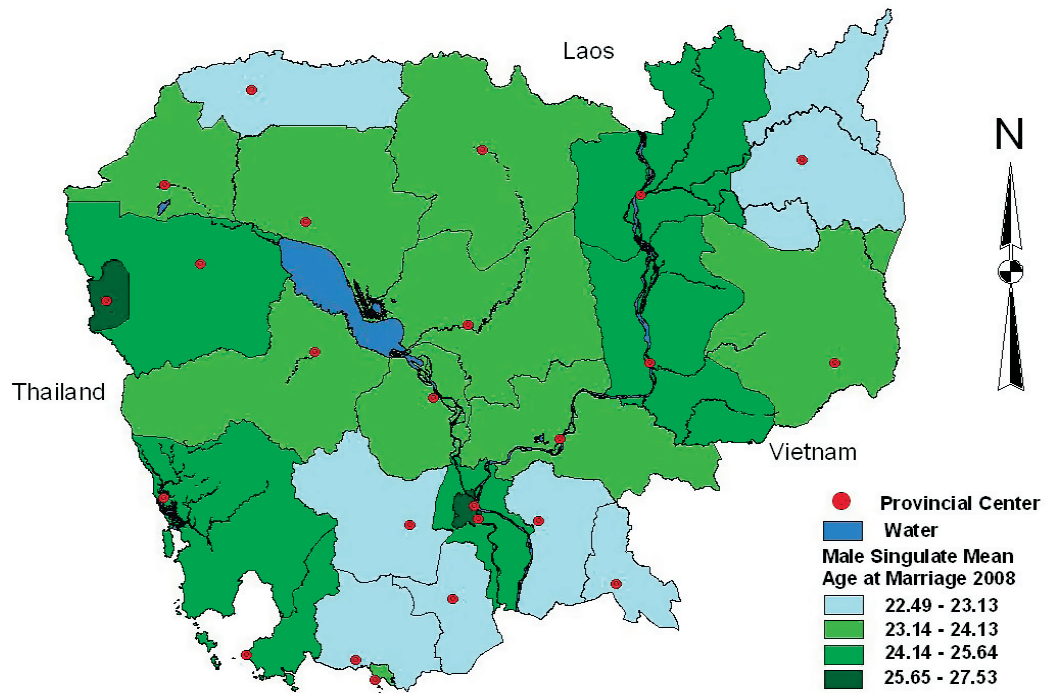 Laos
N
Thailand
Vietnam
Provincial Center
Water
Male Singulate Mean
Age at Marriage 2008
22.49 - 23.13
23.14 - 24.13
24.14 - 25.64
25.65 - 27.53